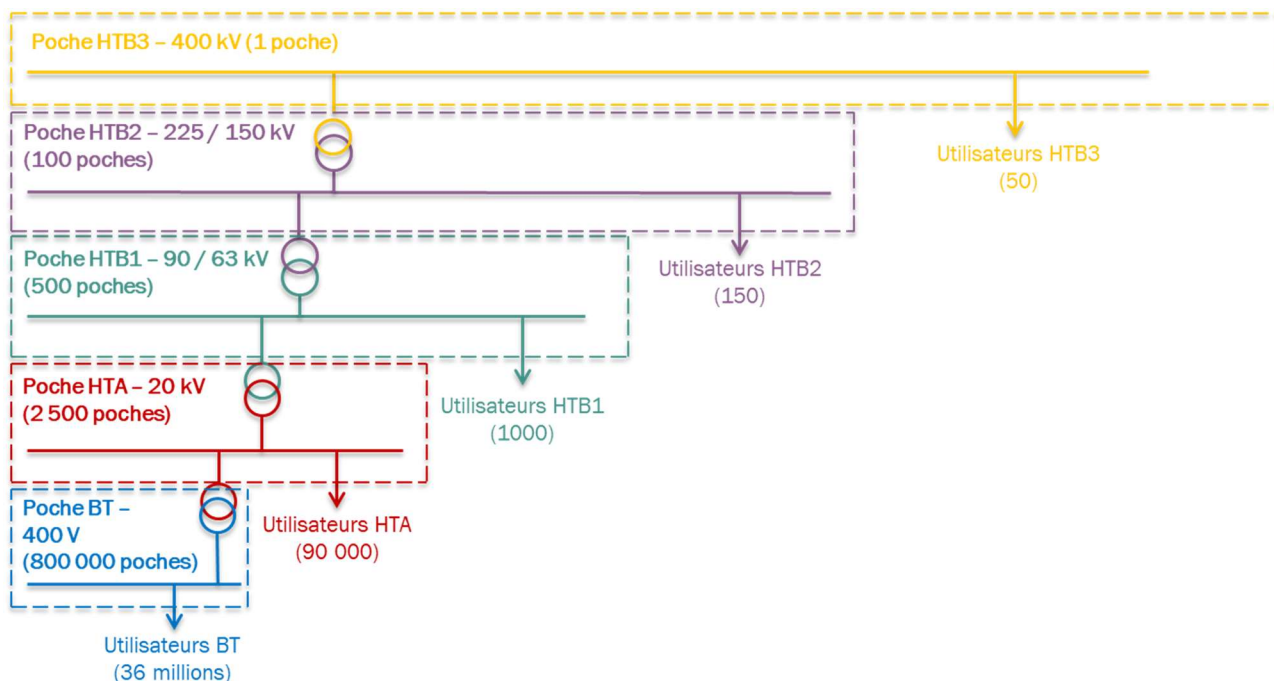 Poche HTB3 – 400 kV (1 poche)
Utilisateurs HTB3
(50)
Poche HTB2 – 225 / 150 kV
(100 poches)
Utilisateurs HTB2
(150)
Poche HTB1 – 90 / 63 kV
(500 poches)
Utilisateurs HTB1
(1000)
Poche HTA – 20 kV
(2 500 poches)
Utilisateurs HTA
(90 000)
Poche BT –
400 V
(800 000 poches)
Utilisateurs BT
(36 millions)